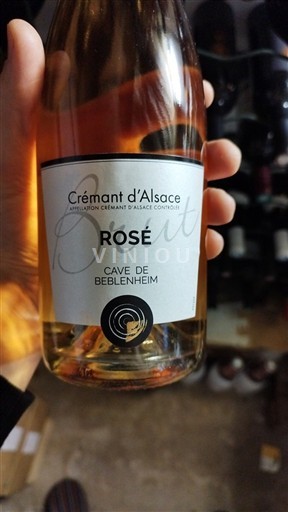 Crémant d'Alsace
APPELLATION CRÉMANT D'ALSACE CONTRÔLÉE
Brut
ROSÉ
VINIOU
CAVE DE
BEBLENHEIM